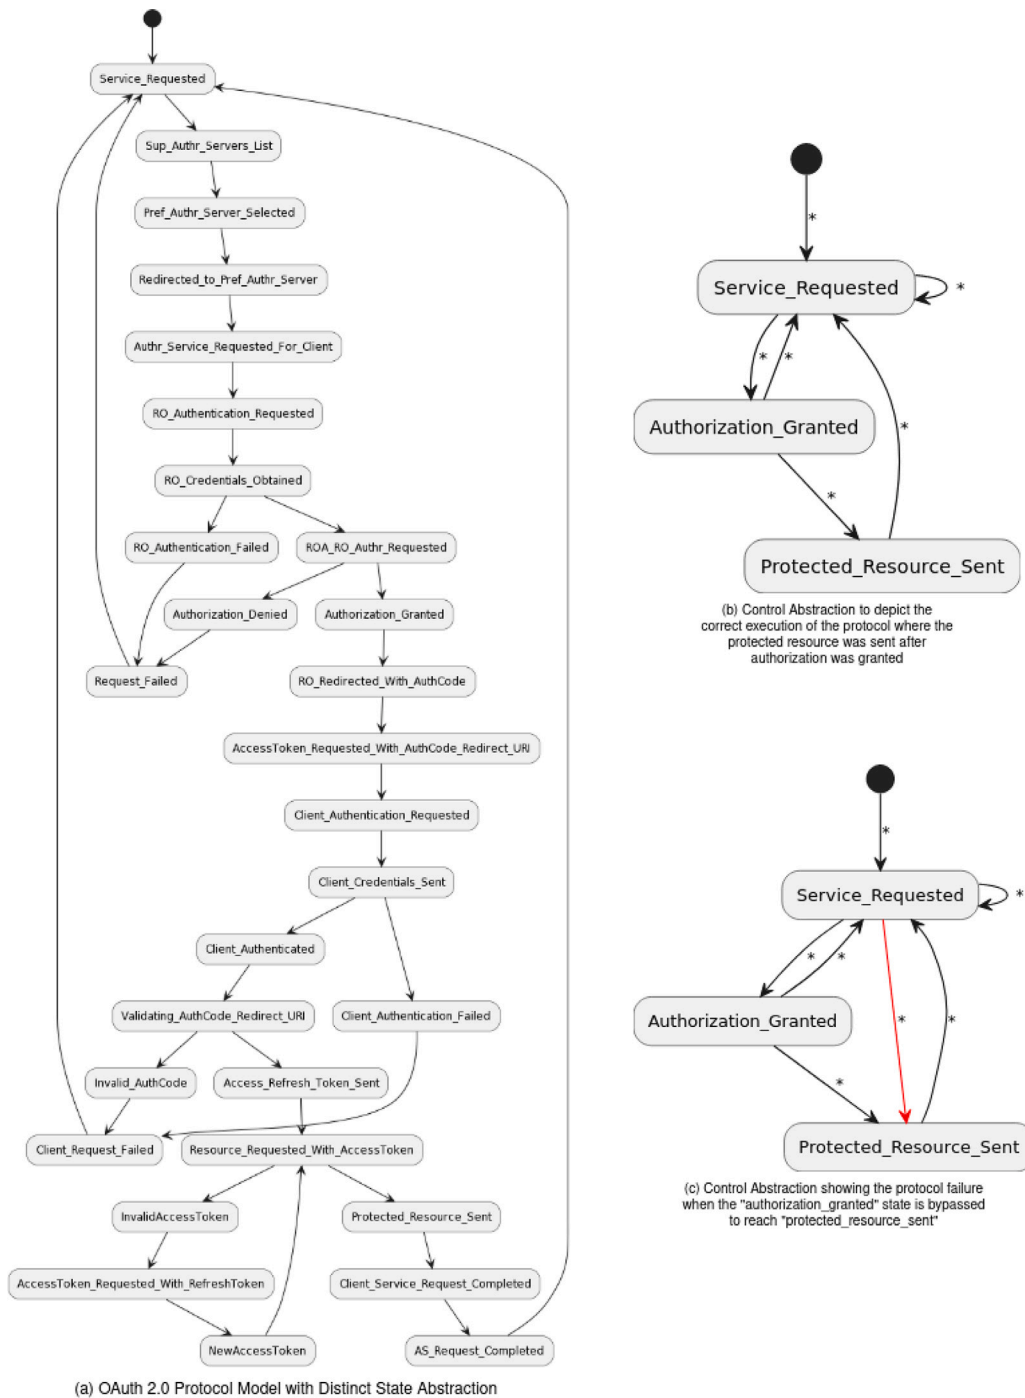 Service_Requested
Sup_Authr_Servers_List
Pref_Authr_Server_Selected
Redirected_to_Pref_Authr_Server
Authr_Service_Requested_For_Client
RO_Authentication_Requested
RO_Credentials_Obtained
RO_Authentication_Failed
ROA_RO_Authr_Requested
Authorization_Denied
Authorization_Granted
Request_Failed
RO_Redirected_With_AuthCode
AccessToken_Requested_With_AuthCode_Redirect_URI
Client_Authentication_Requested
Client_Credentials_Sent
Client_Authenticated
Validating_AuthCode_Redirect_URI
Client_Authentication_Failed
Invalid_AuthCode
Access_Refresh_Token_Sent
Client_Request_Failed
Resource_Requested_With_AccessToken
InvalidAccessToken
Protected_Resource_Sent
AccessToken_Requested_With_RefreshToken
Client_Service_Request_Completed
NewAccessToken
AS_Request_Completed
(a) OAuth 2.0 Protocol Model with Distinct State Abstraction
*
Service_Requested
*
*
*
Authorization_Granted
*
*
Protected_Resource_Sent
(b) Control Abstraction to depict the
correct execution of the protocol where the
protected resource was sent after
authorization was granted
*
Service_Requested
*
*
*
Authorization_Granted
*
*
*
Protected_Resource_Sent
(c) Control Abstraction showing the protocol failure
when the "authorization_granted" state is bypassed
to reach "protected_resource_sent"